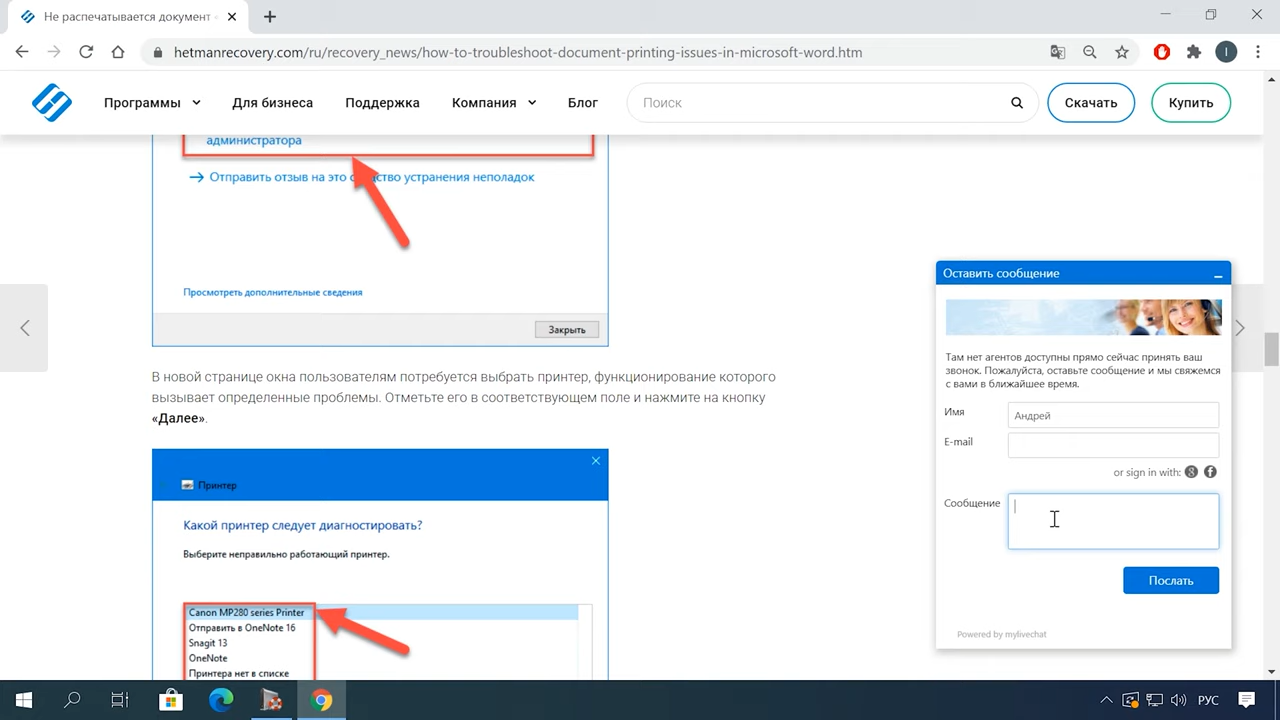 Не распечатывается документ
hetmanrecovery.com/ru/recovery_news/how-to-troubleshoot-document-printing-issues-in-microsoft-word.htm
I
Программы
Для бизнеса
Поддержка
Компания
Блог
Поиск
Скачать
Купить
администратора
Отправить отзыв на это средство устранения неполадок
Просмотреть дополнительные сведения
Закрыть
В новой странице окна пользователям потребуется выбрать принтер, функционирование которого
вызывает определенные проблемы. Отметьте его в соответствующем поле и нажмите на кнопку
«Далее».
Принтер
Какой принтер следует диагностировать?
Выберите неправильно работающий принтер.
Canon MP280 series Printer
Отправить в OneNote 16
Snagit 13
OneNote
Принтера нет в списке
Оставить сообщение
Там нет агентов доступны прямо сейчас принять ваш
звонок. Пожалуйста, оставьте сообщение и мы свяжемся
с вами в ближайшее время.
Имя
Андрей
E-mail
or sign in with:
Сообщение
Послать
Powered by mylivechat
РУС